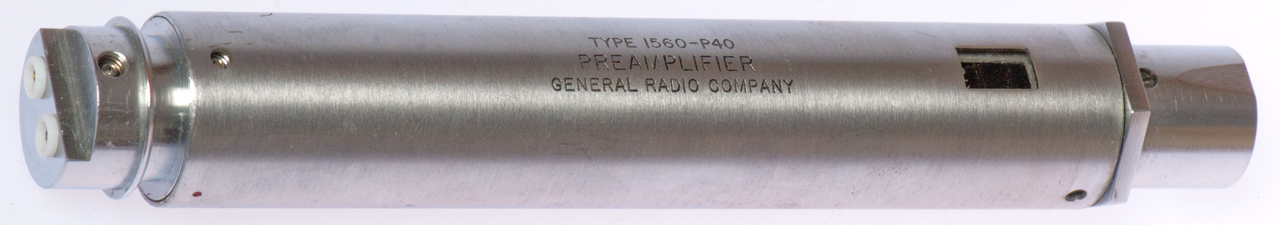 TYPE 1560-P40
PREAMPLIFIER
GENERAL RADIO COMPANY